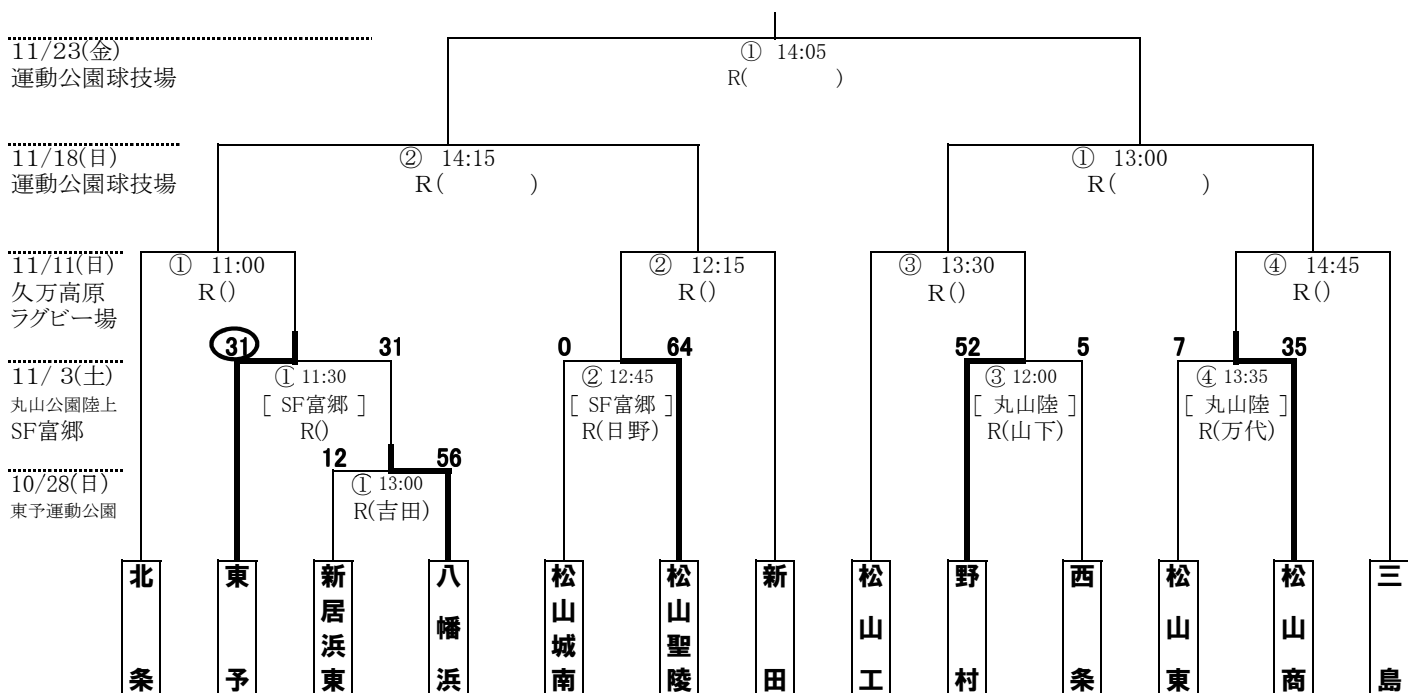 11/23(金)
運動公園球技場
① 14:05
R( )
11/18(日)
運動公園球技場
② 14:15
R( )
① 13:00
R( )
11/11(日)
久万高原
ラグビー場
① 11:00
R()
② 12:15
R()
③ 13:30
R()
④ 14:45
R()
31 31 0 64 52 5 7 35
11/ 3(土)
丸山公園陸上
SF富郷
① 11:30
[ SF富郷 ]
R()
② 12:45
[ SF富郷 ]
R(日野)
③ 12:00
[ 丸山陸 ]
R(山下)
④ 13:35
[ 丸山陸 ]
R(万代)
12 56
10/28(日)
東予運動公園
① 13:00
R(吉田)
北条
東予
新居浜東
八幡浜
松山城南
松山聖陵
新田
松山工
野村
西条
松山東
松山商
三島